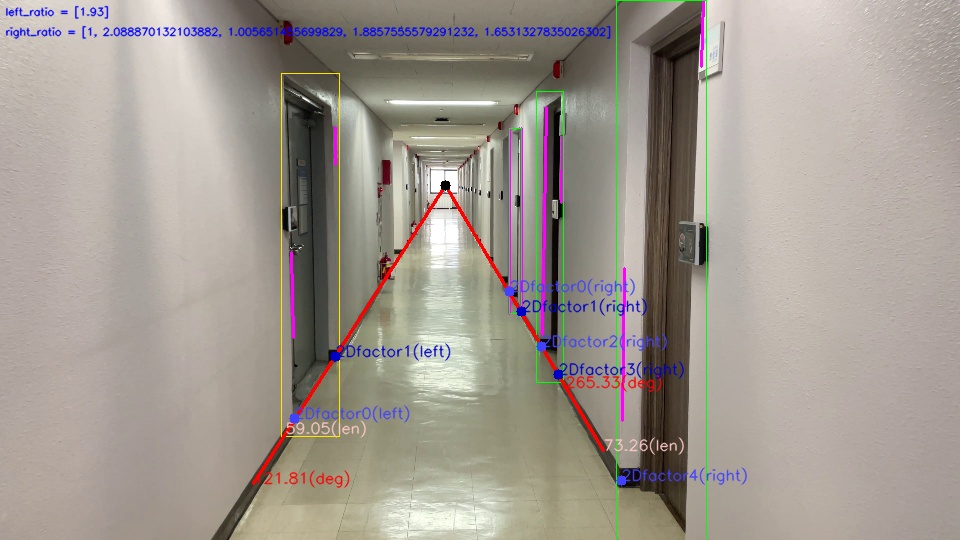 left_ratio = [1.93]
right_ratio = [1, 2.088870132103882, 1.005651485699829, 1.8857555579291232, 1.6531327835026302]
2Dfactor0(right)
2Dfactor1(right)
2Dfactor2(right)
2Dfactor1(left)
2Dfactor3(right)
265.33(deg)
2Dfactor0(left)
59.05(len)
73.26(len)
21.81(deg)
2Dfactor4(right)